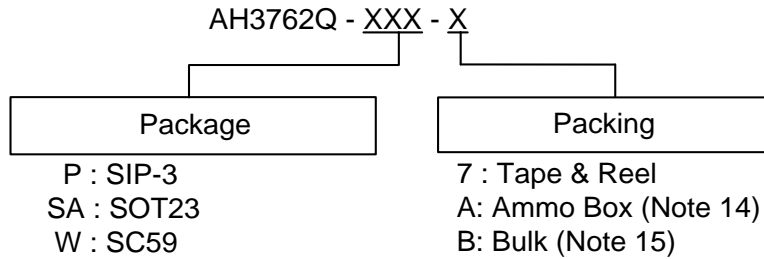 AH3762Q - XXX - X
Package
P : SIP-3
SA : SOT23
W : SC59
Packing
7 : Tape & Reel
A: Ammo Box (Note 14)
B: Bulk (Note 15)